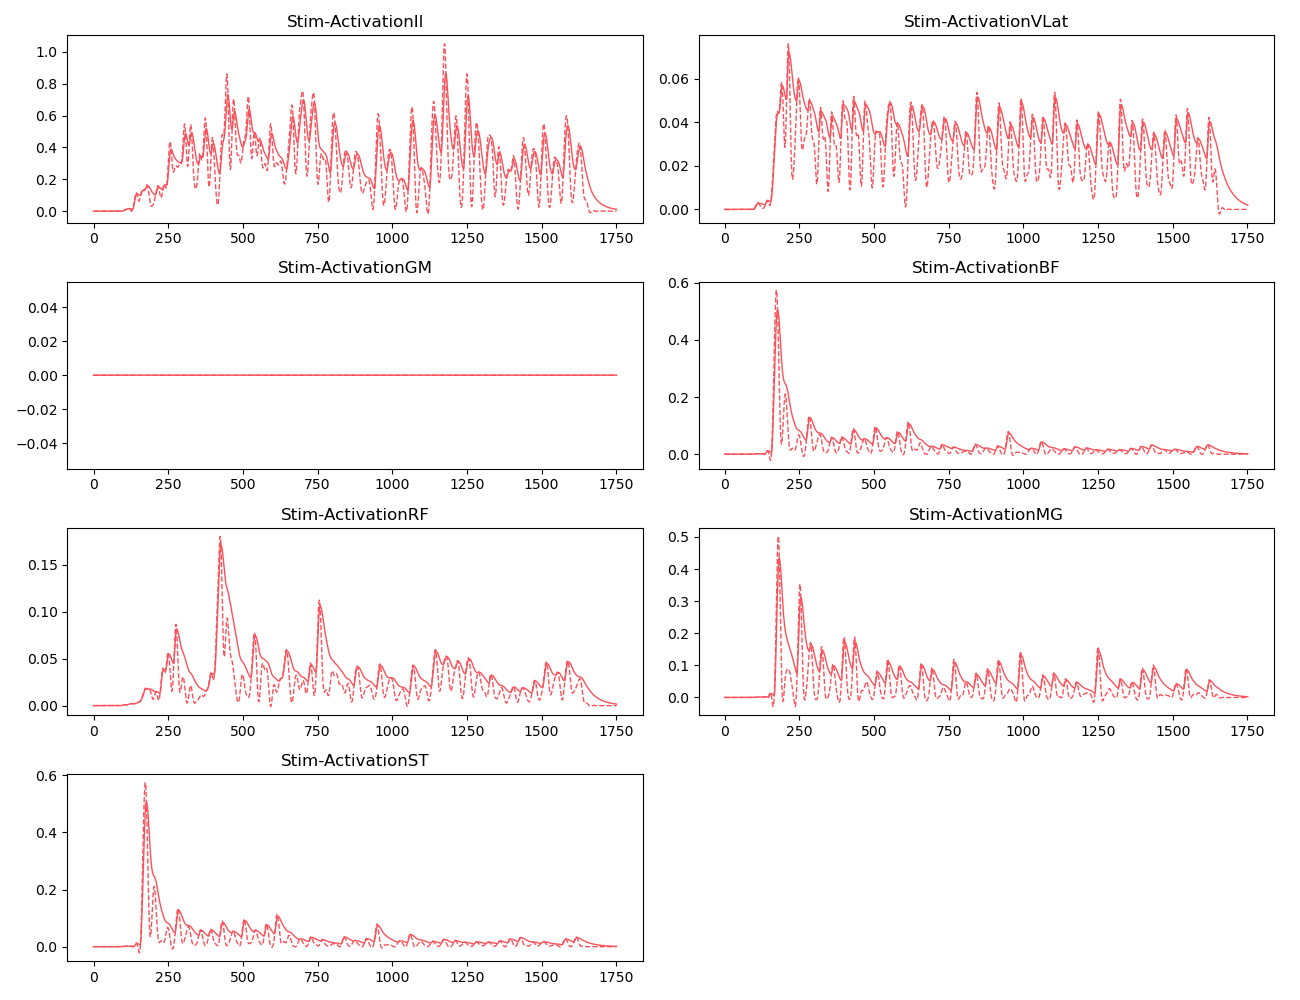 Stim-ActivationIl
1.0
0.8
0.6
0.4
0.2
0.0
0 250 500 750 1000 1250 1500 1750
Stim-ActivationVLat
0.06
0.04
0.02
0.00
0 250 500 750 1000 1250 1500 1750
Stim-ActivationGM
0.04
0.02
0.00
−0.02
−0.04
0 250 500 750 1000 1250 1500 1750
Stim-ActivationBF
0.6
0.4
0.2
0.0
0 250 500 750 1000 1250 1500 1750
Stim-ActivationRF
0.15
0.10
0.05
0.00
0 250 500 750 1000 1250 1500 1750
Stim-ActivationMG
0.5
0.4
0.3
0.2
0.1
0.0
0 250 500 750 1000 1250 1500 1750
Stim-ActivationST
0.6
0.4
0.2
0.0
0 250 500 750 1000 1250 1500 1750